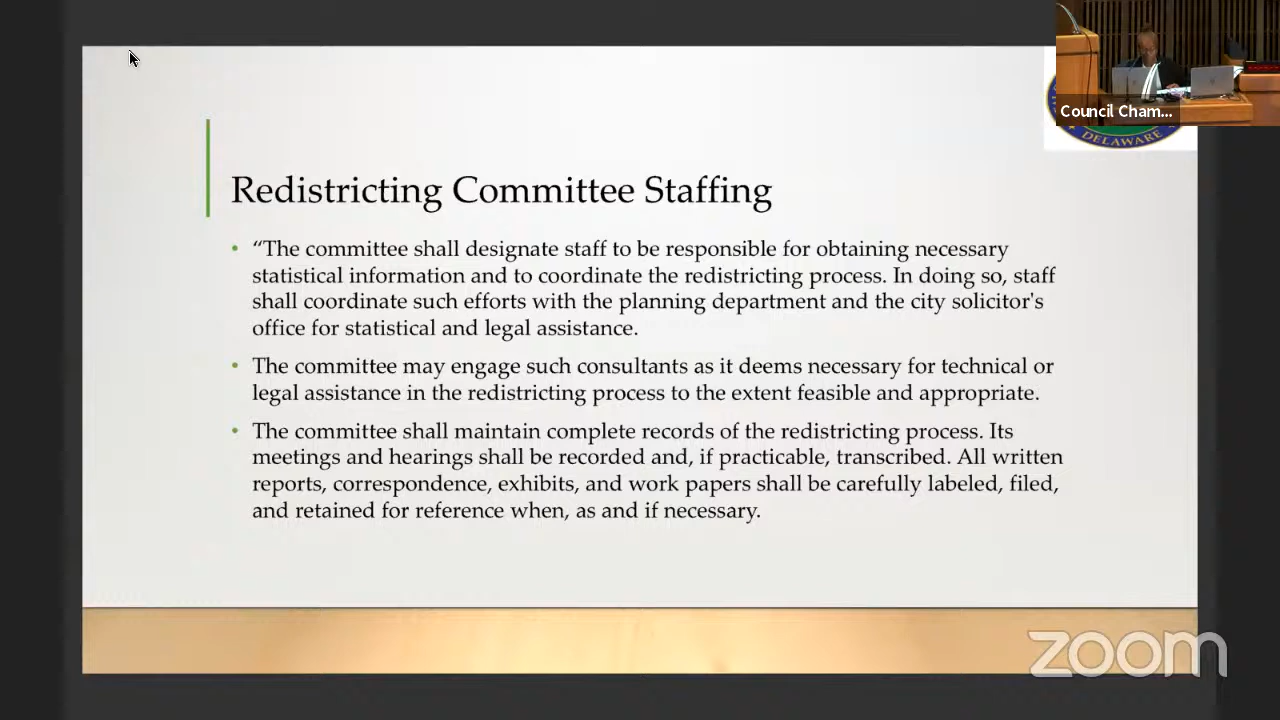 Council Cham...
DELAWARE
Redistricting Committee Staffing
• “The committee shall designate staff to be responsible for obtaining necessary
statistical information and to coordinate the redistricting process. In doing so, staff
shall coordinate such efforts with the planning department and the city solicitor's
office for statistical and legal assistance.
• The committee may engage such consultants as it deems necessary for technical or
legal assistance in the redistricting process to the extent feasible and appropriate.
• The committee shall maintain complete records of the redistricting process. Its
meetings and hearings shall be recorded and, if practicable, transcribed. All written
reports, correspondence, exhibits, and work papers shall be carefully labeled, filed,
and retained for reference when, as and if necessary.
zoom